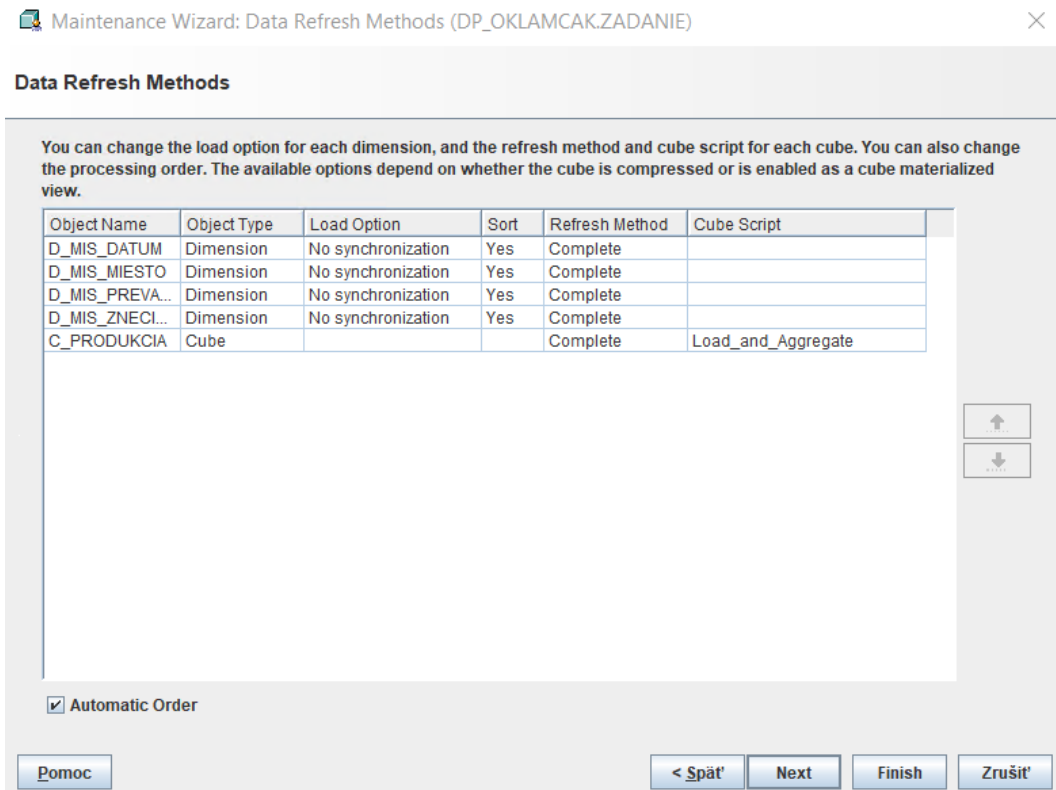 Maintenance Wizard: Data Refresh Methods (DP_OKLAMCAK.ZADANIE)
Data Refresh Methods
You can change the load option for each dimension, and the refresh method and cube script for each cube. You can also change
the processing order. The available options depend on whether the cube is compressed or is enabled as a cube materialized
view.
Object Name Object Type Load Option Sort Refresh Method Cube Script
D_MIS_DATUM Dimension No synchronization Yes Complete
D_MIS_MIESTO Dimension No synchronization Yes Complete
D_MIS_PREVA... Dimension No synchronization Yes Complete
D_MIS_ZNECI... Dimension No synchronization Yes Complete
C_PRODUKCIA Cube Complete Load_and_Aggregate
Automatic Order
Pomoc < Späť Next Finish Zrušiť